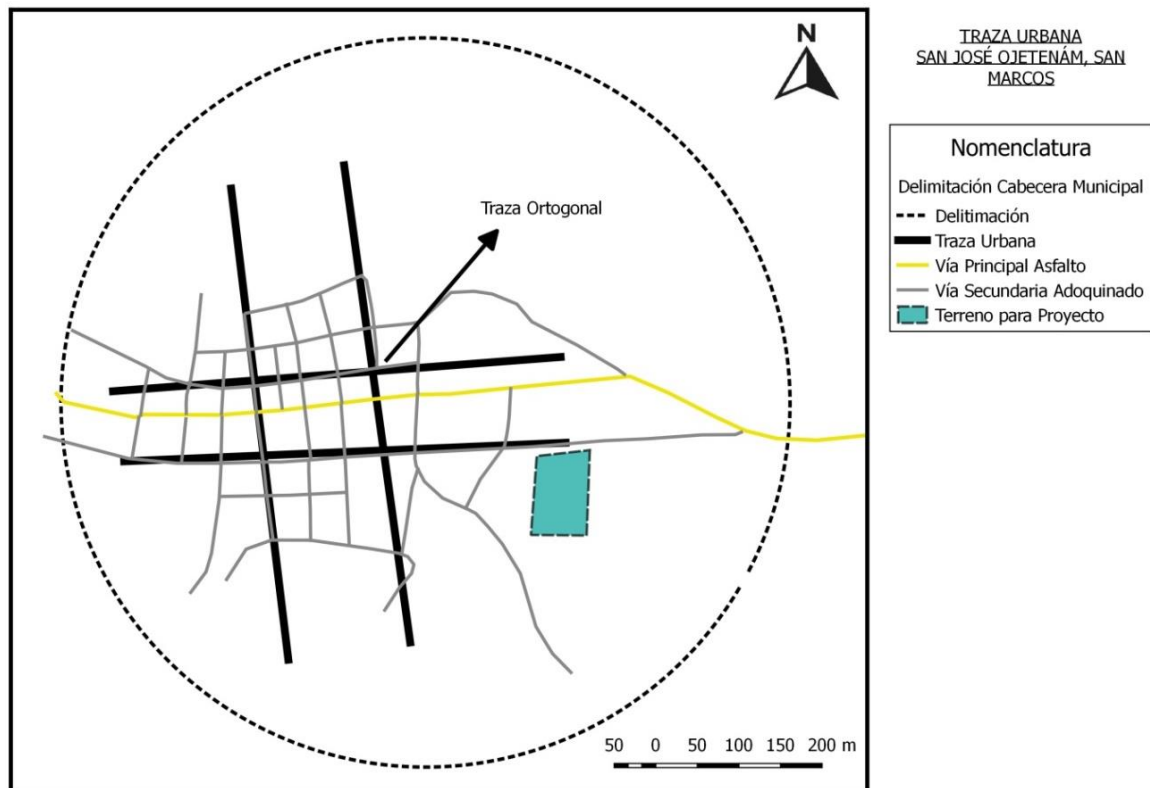 N
Traza Ortogonal
50 0 50 100 150 200 m
TRAZA URBANA
SAN JOSÉ OJETENÁM, SAN
MARCOS
Nomenclatura
Delimitación Cabecera Municipal
Delitimación
Traza Urbana
Vía Principal Asfalto
Vía Secundaria Adoquinado
Terreno para Proyecto